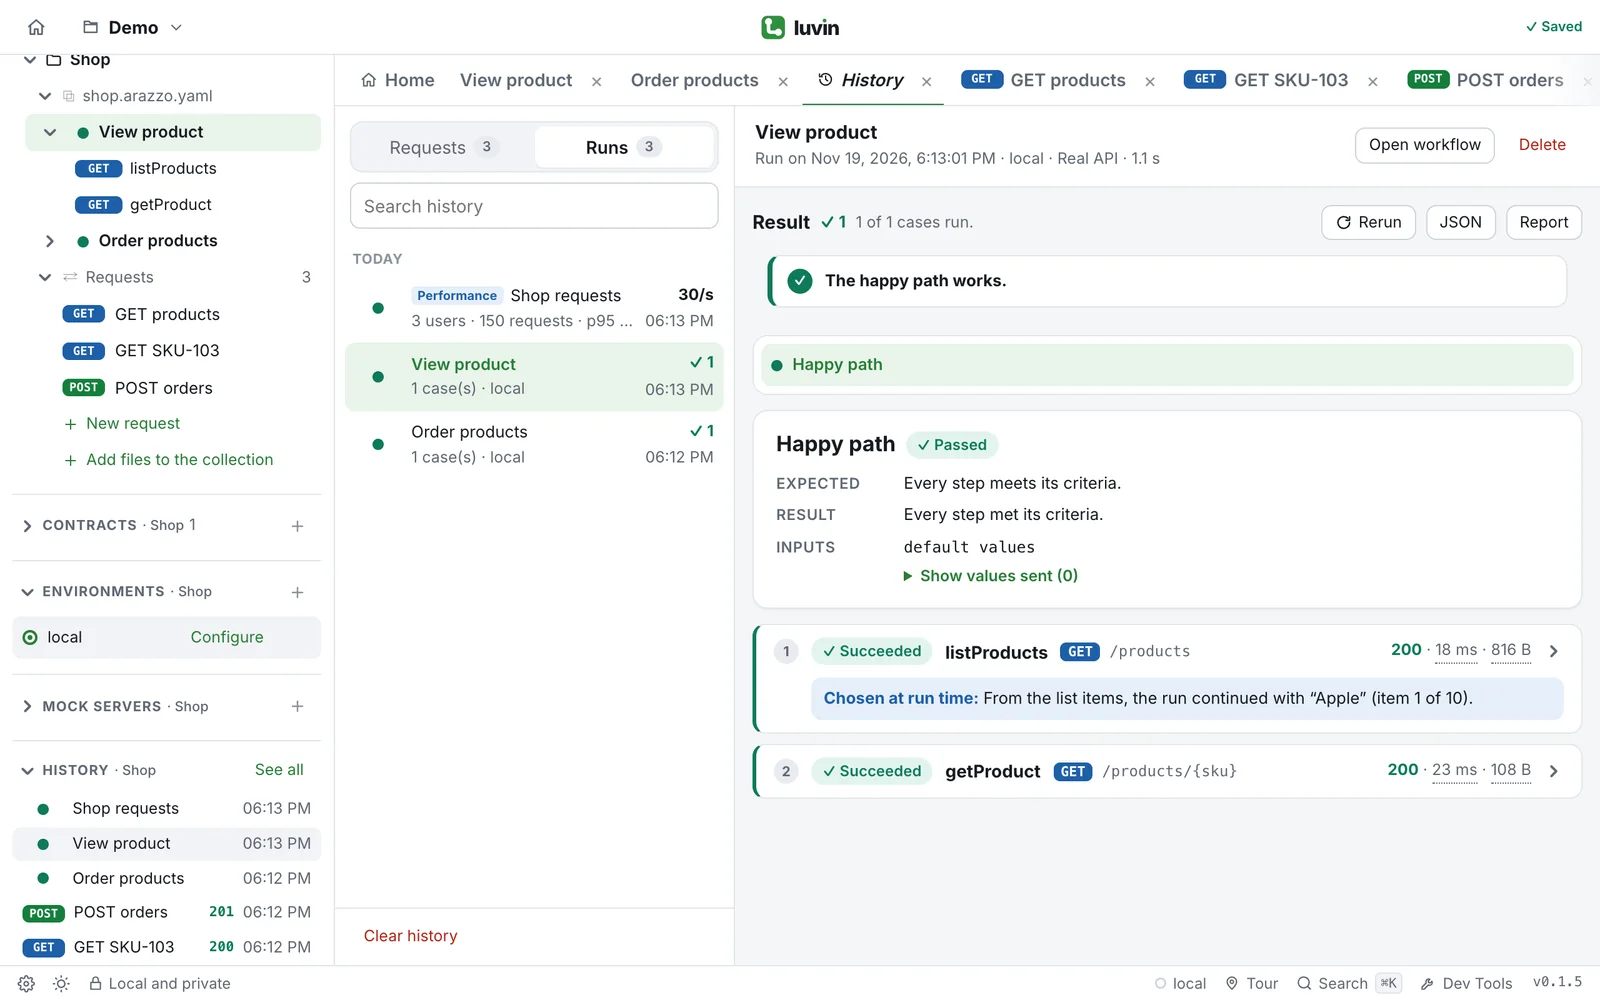 Demo
luvin
✓ Saved
Shop
shop.arazzo.yaml
View product
GET listProducts
GET getProduct
Order products
Requests 3
GET GET products
GET GET SKU-103
POST POST orders
+ New request
+ Add files to the collection
CONTRACTS · Shop 1 +
ENVIRONMENTS · Shop +
local Configure
MOCK SERVERS · Shop +
HISTORY · Shop See all
Shop requests 06:13 PM
View product 06:13 PM
Order products 06:12 PM
POST POST orders 201 06:12 PM
GET GET SKU-103 200 06:12 PM
Home View product × Order products × History × GET GET products × GET GET SKU-103 × POST POST orders ×
Requests 3 Runs 3
Search history
TODAY
Performance Shop requests 30/s
3 users · 150 requests · p95 ... 06:13 PM
View product ✓ 1
1 case(s) · local 06:13 PM
Order products ✓ 1
1 case(s) · local 06:12 PM
Clear history
View product
Run on Nov 19, 2026, 6:13:01 PM · local · Real API · 1.1 s
Open workflow Delete
Result ✓ 1 1 of 1 cases run.
Rerun JSON Report
The happy path works.
Happy path
Happy path ✓ Passed
EXPECTED Every step meets its criteria.
RESULT Every step met its criteria.
INPUTS default values
Show values sent (0)
1 ✓ Succeeded listProducts GET /products 200 · 18 ms · 816 B
Chosen at run time: From the list items, the run continued with “Apple” (item 1 of 10).
2 ✓ Succeeded getProduct GET /products/{sku} 200 · 23 ms · 108 B
Local and private
local Tour Search ⌘K Dev Tools v0.1.5